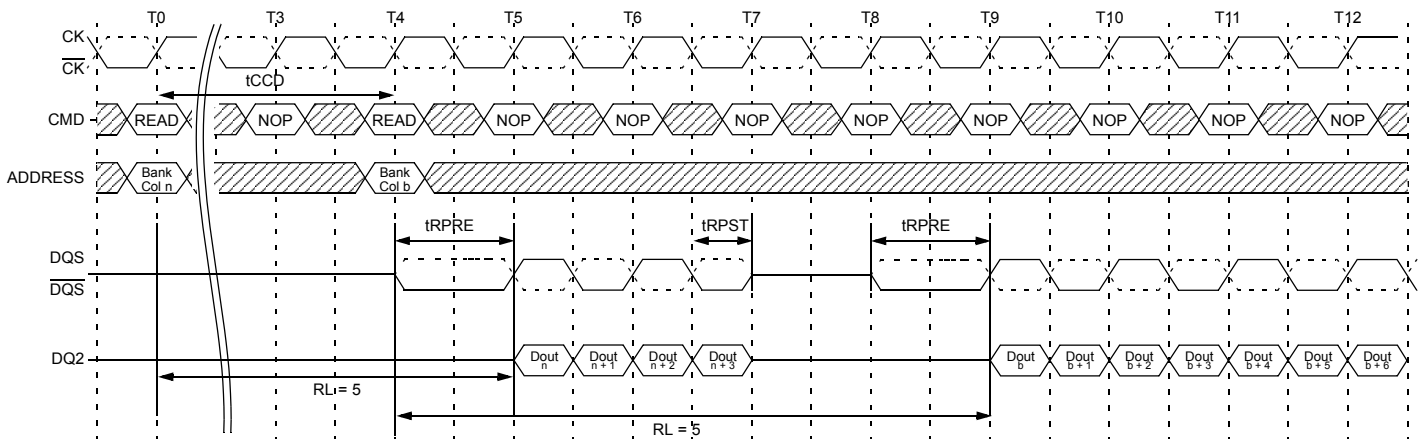 T0 T3 T4 T5 T6 T7 T8 T9 T10 T11 T12
CK
CK
tCCD
CMD READ NOP READ NOP NOP NOP NOP NOP NOP NOP NOP
ADDRESS Bank Col n Bank Col b
tRPRE tRPST tRPRE
DQS
DQS
DQ2 Dout n Dout n + 1 Dout n + 2 Dout n + 3 Dout b Dout b + 1 Dout b + 2 Dout b + 3 Dout b + 4 Dout b + 5 Dout b + 6
RL = 5
RL = 5